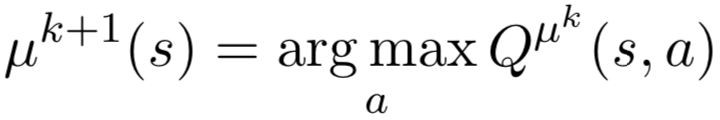 μ^{k+1}(s) = arg max_a Q^{μ^k}(s, a)